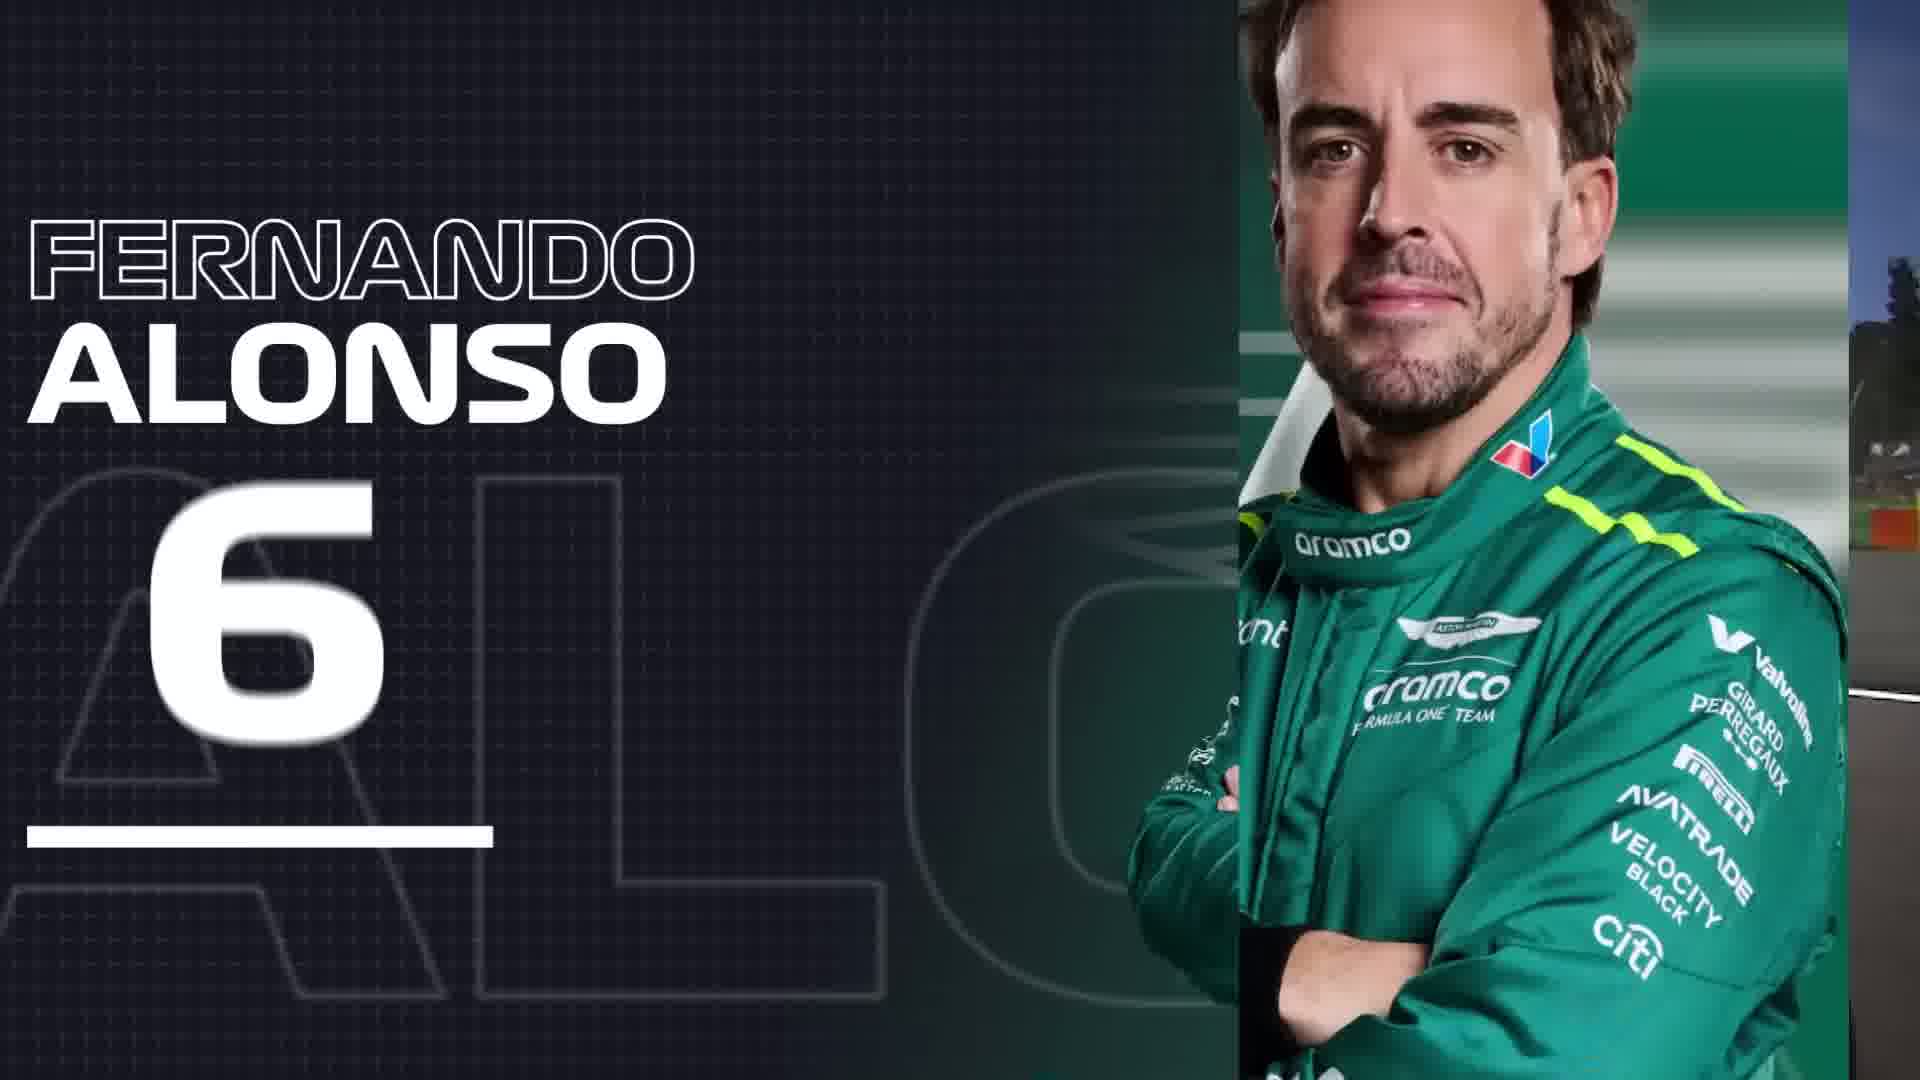 FERNANDO
ALONSO
6
ALO
aramco
ASTON MARTIN
aramco
FORMULA ONE TEAM
Valvoline
GIRARD
PERREGAUX
PIRELLI
AVATRADE
VELOCITY
BLACK
citi